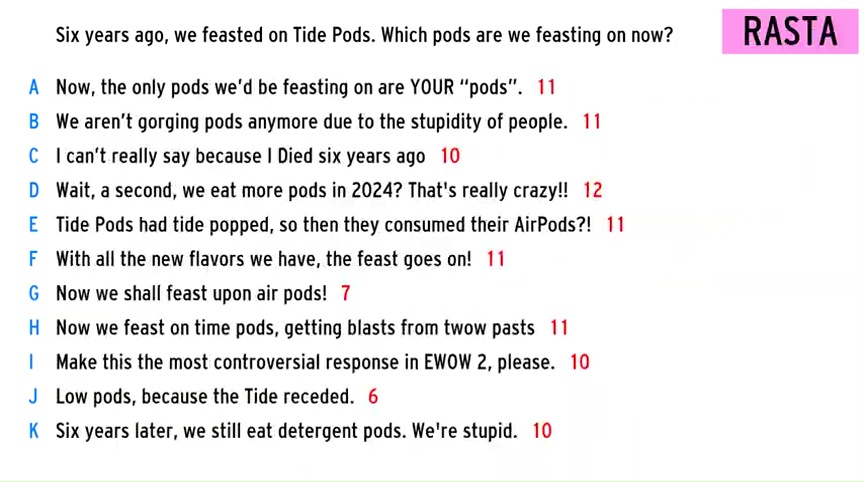 Six years ago, we feasted on Tide Pods. Which pods are we feasting on now?
RASTA
A Now, the only pods we'd be feasting on are YOUR “pods”. 11
B We aren't gorging pods anymore due to the stupidity of people. 11
C I can't really say because I Died six years ago 10
D Wait, a second, we eat more pods in 2024? That's really crazy!! 12
E Tide Pods had tide popped, so then they consumed their AirPods?! 11
F With all the new flavors we have, the feast goes on! 11
G Now we shall feast upon air pods! 7
H Now we feast on time pods, getting blasts from twow pasts 11
I Make this the most controversial response in EWOW 2, please. 10
J Low pods, because the Tide receded. 6
K Six years later, we still eat detergent pods. We're stupid. 10